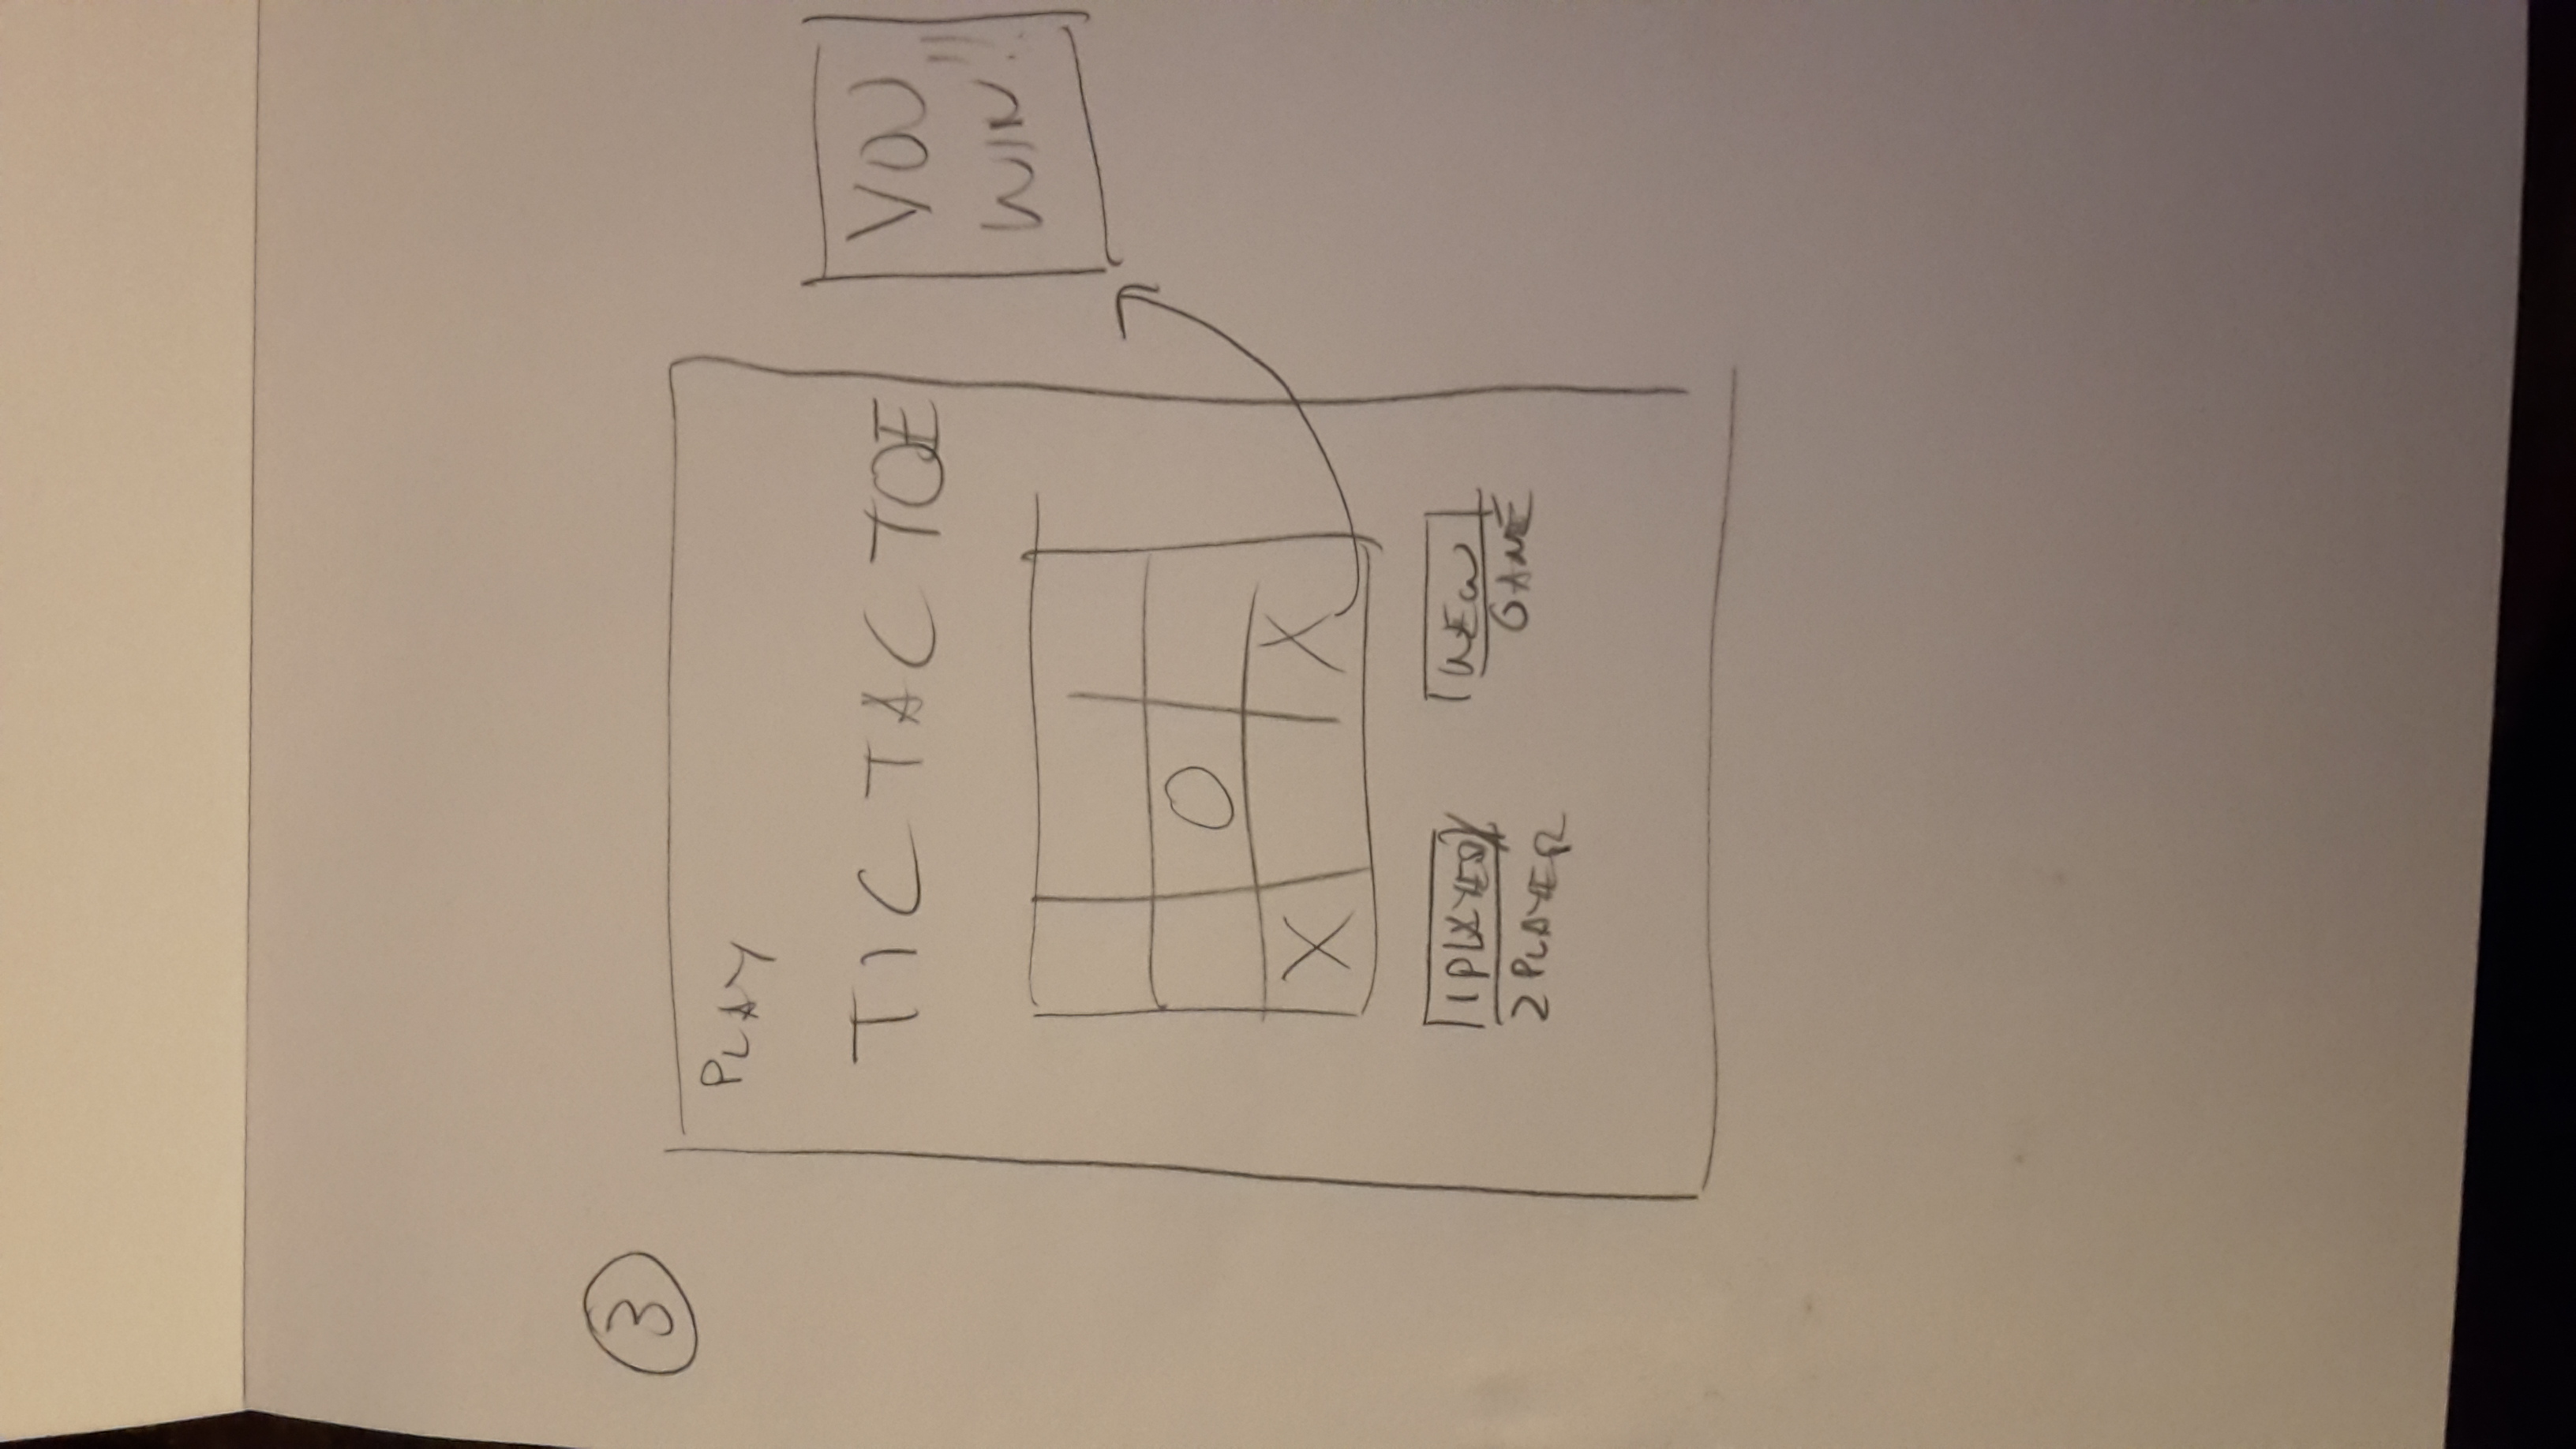 3
PLAY
TIC TAC TOE
YOU
WIN!!
O
X X
1 PLAYER/
2 PLAYER
NEW
GAME